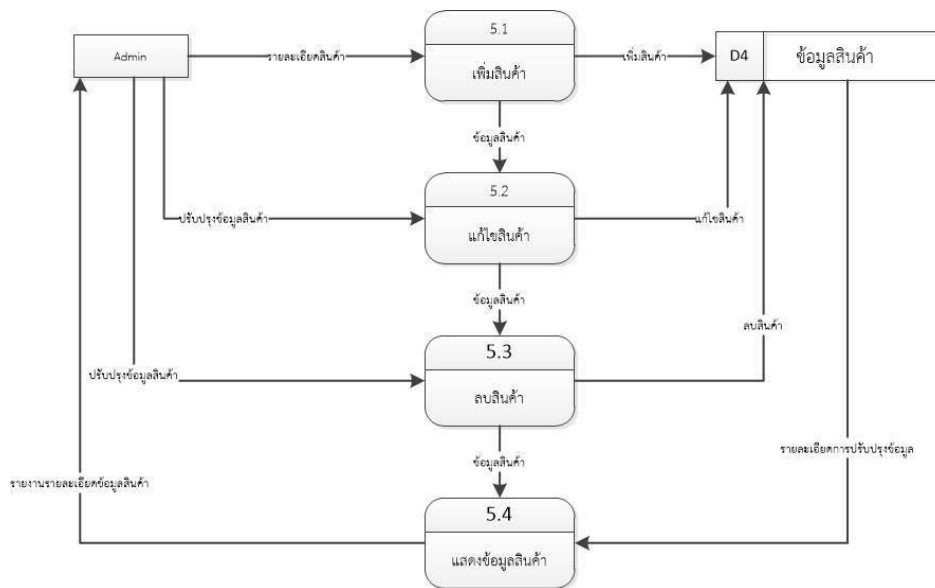 5.1
Admin
รายละเอียดสินค้า
เพิ่มสินค้า
เพิ่มสินค้า
D4
ข้อมูลสินค้า
ข้อมูลสินค้า
5.2
ปรับปรุงข้อมูลสินค้า
แก้ไขสินค้า
แก้ไขสินค้า
ข้อมูลสินค้า
ลบสินค้า
5.3
ปรับปรุงข้อมูลสินค้า
ลบสินค้า
รายละเอียดการปรับปรุงข้อมูล
ข้อมูลสินค้า
รายงานรายละเอียดข้อมูลสินค้า
5.4
แสดงข้อมูลสินค้า